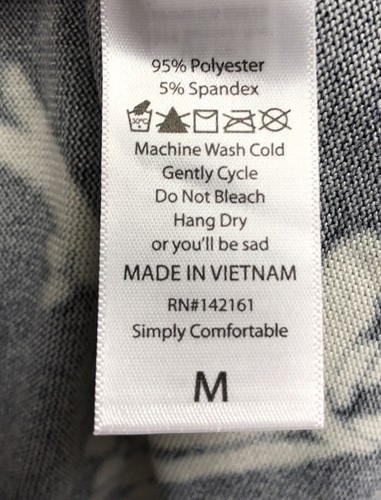 95% Polyester
5% Spandex
30°C
Machine Wash Cold
Gently Cycle
Do Not Bleach
Hang Dry
or you'll be sad
MADE IN VIETNAM
RN#142161
Simply Comfortable
M